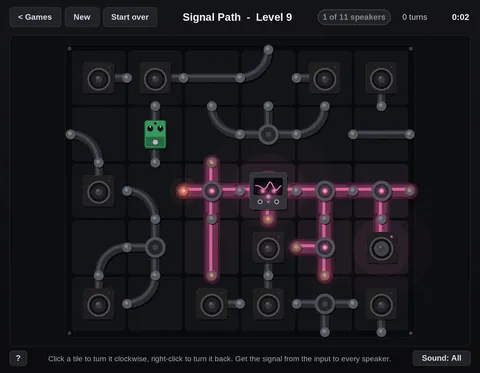 < Games
New
Start over
Signal Path - Level 9
1 of 11 speakers
0 turns
0:02
?
Click a tile to turn it clockwise, right-click to turn it back. Get the signal from the input to every speaker.
Sound: All